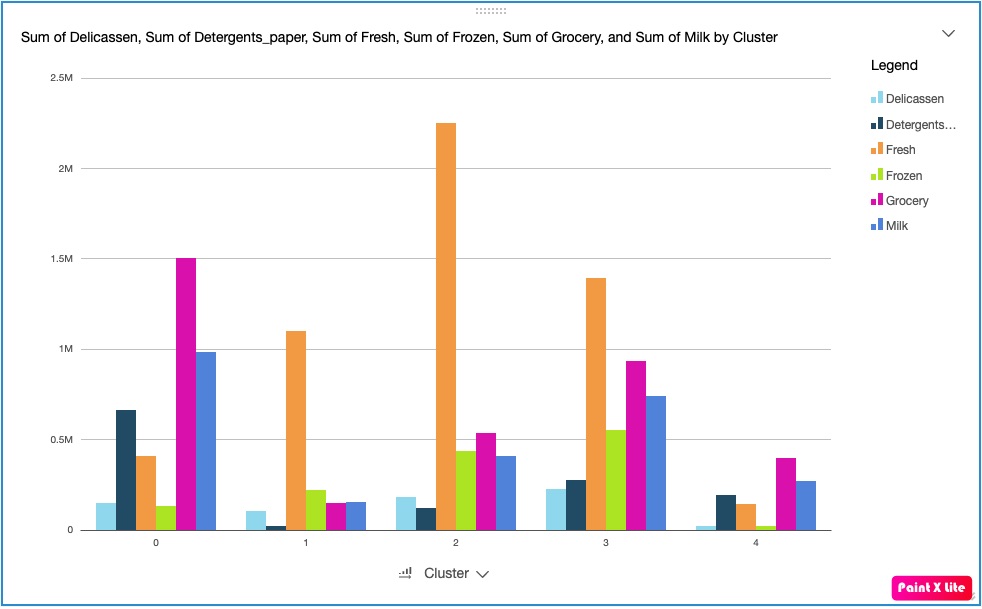 Sum of Delicassen, Sum of Detergents_paper, Sum of Fresh, Sum of Frozen, Sum of Grocery, and Sum of Milk by Cluster
Legend
Delicassen
Detergents...
Fresh
Frozen
Grocery
Milk
2.5M
2M
1.5M
1M
0.5M
0
0 1 2 3 4
Cluster
Paint X Lite